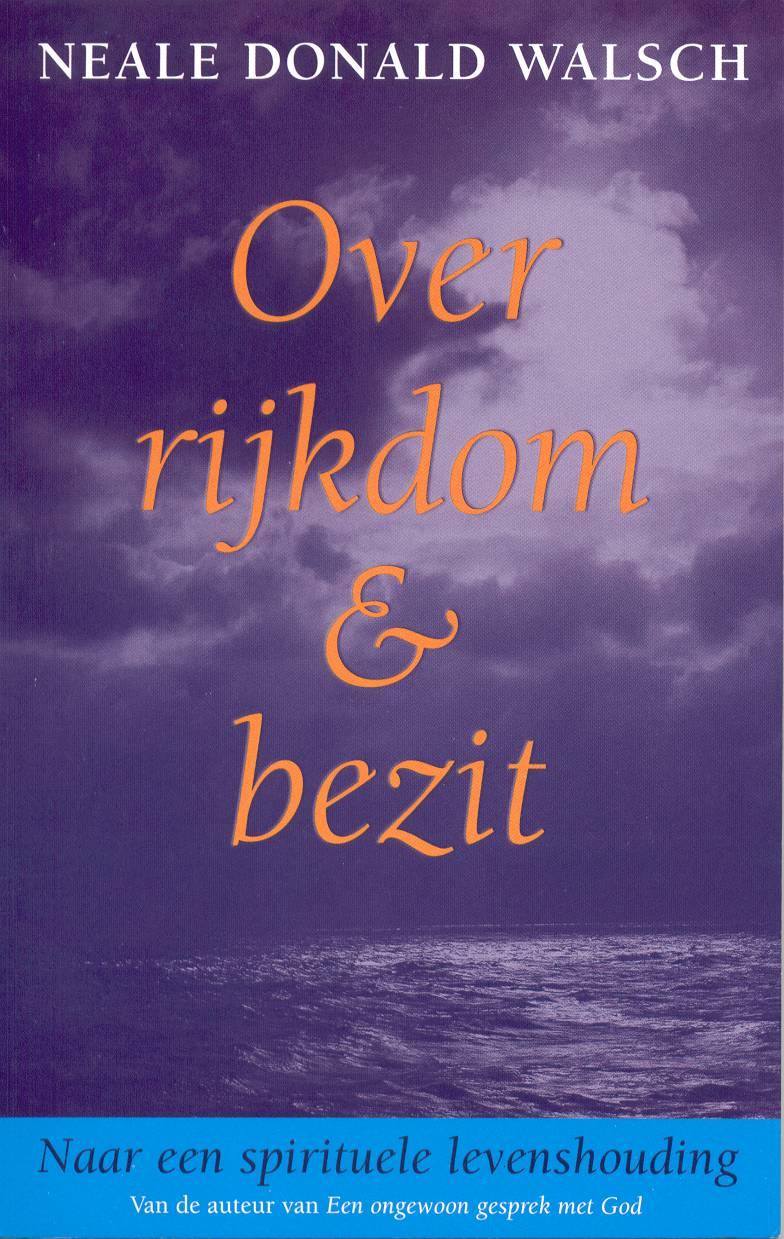 NEALE DONALD WALSCH
Over
rijkdom
&
bezit
Naar een spirituele levenshouding
Van de auteur van Een ongewoon gesprek met God